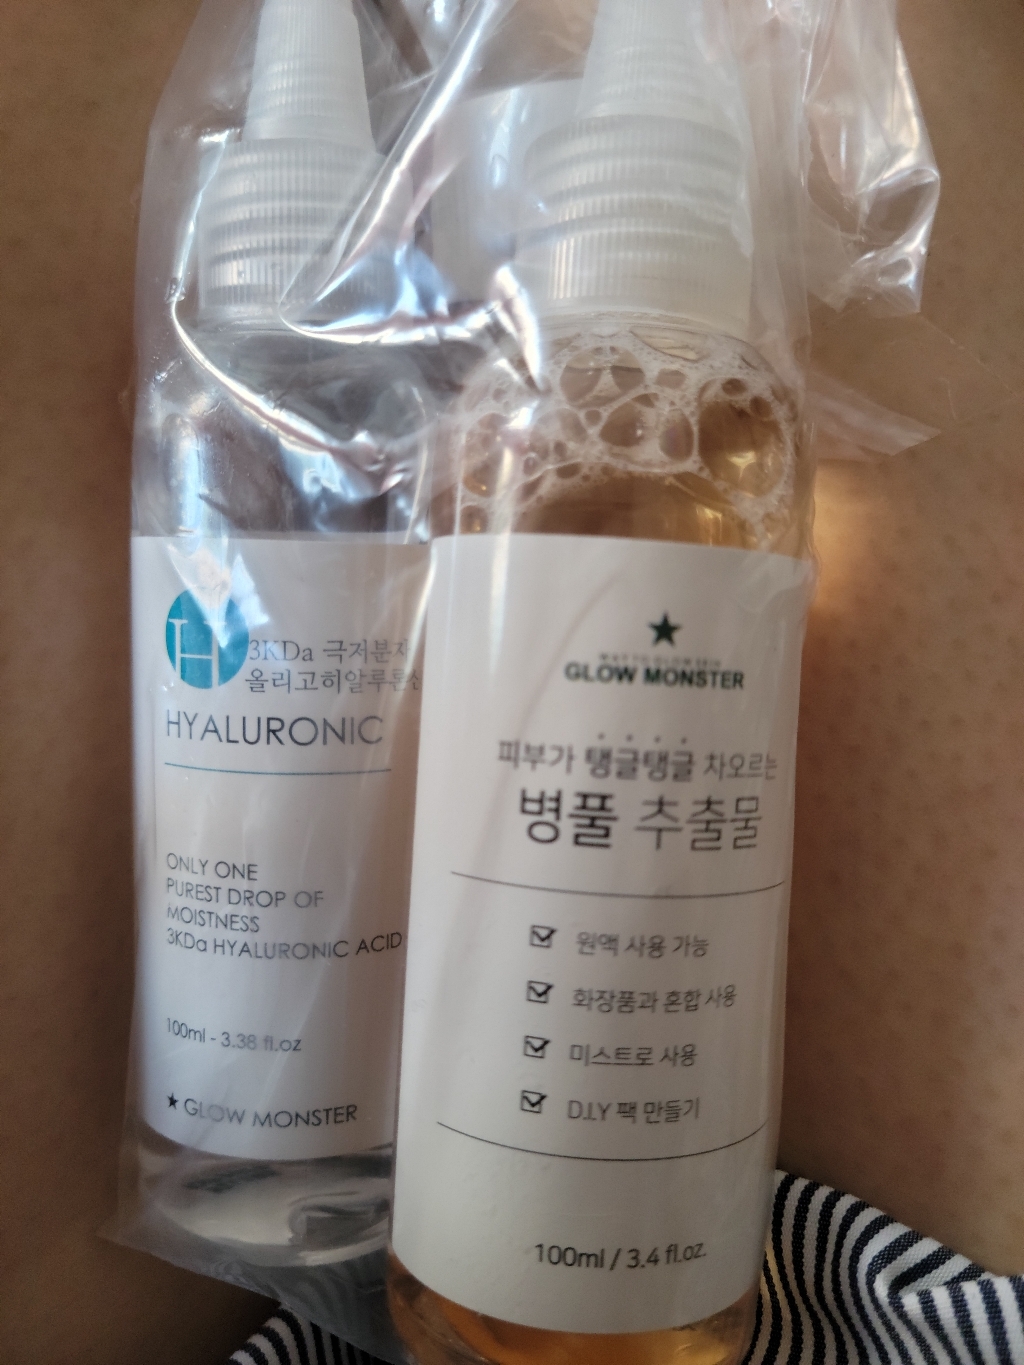 H
3KDa 극저분자
올리고히알루론산
HYALURONIC
ONLY ONE
PUREST DROP OF
MOISTNESS
3KDa HYALURONIC ACID
100ml - 3.38 fl.oz
★ GLOW MONSTER
GLOW MONSTER
피부가 탱글탱글 차오르는
병풀 추출물
원액 사용 가능
화장품과 혼합 사용
미스트로 사용
D.I.Y 팩 만들기
100ml / 3.4 fl.oz.